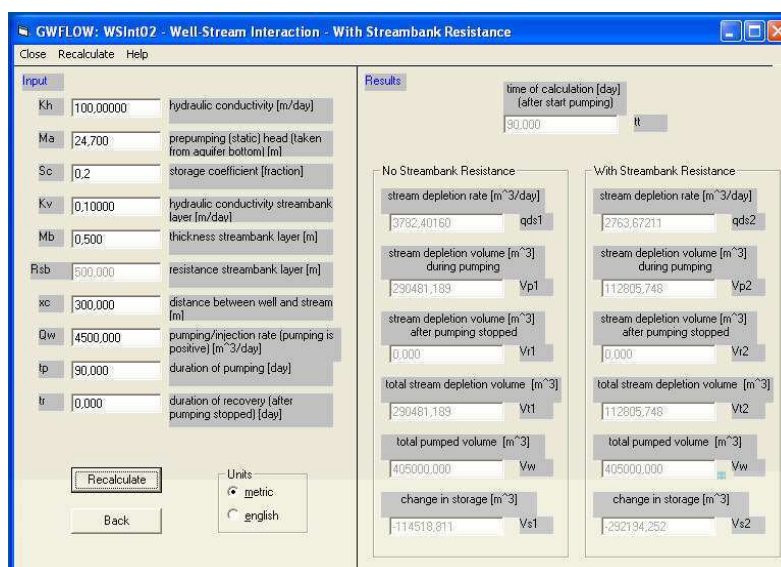 GWFLOW: WSInt02 - Well-Stream Interaction - With Streambank Resistance
Close Recalculate Help
Input
Kh 100,00000 hydraulic conductivity [m/day]
Ma 24,700 prepumping (static) head (taken
from aquifer bottom) [m]
Sc 0,2 storage coefficient [fraction]
Kv 0,10000 hydraulic conductivity streambank
layer [m/day]
Mb 0,500 thickness streambank layer [m]
Rsb 500,000 resistance streambank layer [m]
xc 300,000 distance between well and stream
[m]
Qw 4500,000 pumping/injection rate (pumping is
positive) [m^3/day]
tp 90,000 duration of pumping [day]
tr 0,000 duration of recovery (after
pumping stopped) [day]
Recalculate
Back
Units
metric
english
Results
time of calculation [day]
(after start pumping)
90,000 tt
No Streambank Resistance
stream depletion rate [m^3/day]
3782,40160 qds1
stream depletion volume [m^3]
during pumping
290481,189 Vp1
stream depletion volume [m^3]
after pumping stopped
0,000 Vr1
total stream depletion volume [m^3]
290481,189 Vt1
total pumped volume [m^3]
405000,000 Vw
change in storage [m^3]
-114518,811 Vs1
With Streambank Resistance
stream depletion rate [m^3/day]
2763,67211 qds2
stream depletion volume [m^3]
during pumping
112805,748 Vp2
stream depletion volume [m^3]
after pumping stopped
0,000 Vr2
total stream depletion volume [m^3]
112805,748 Vt2
total pumped volume [m^3]
405000,000 Vw
change in storage [m^3]
-292194,252 Vs2